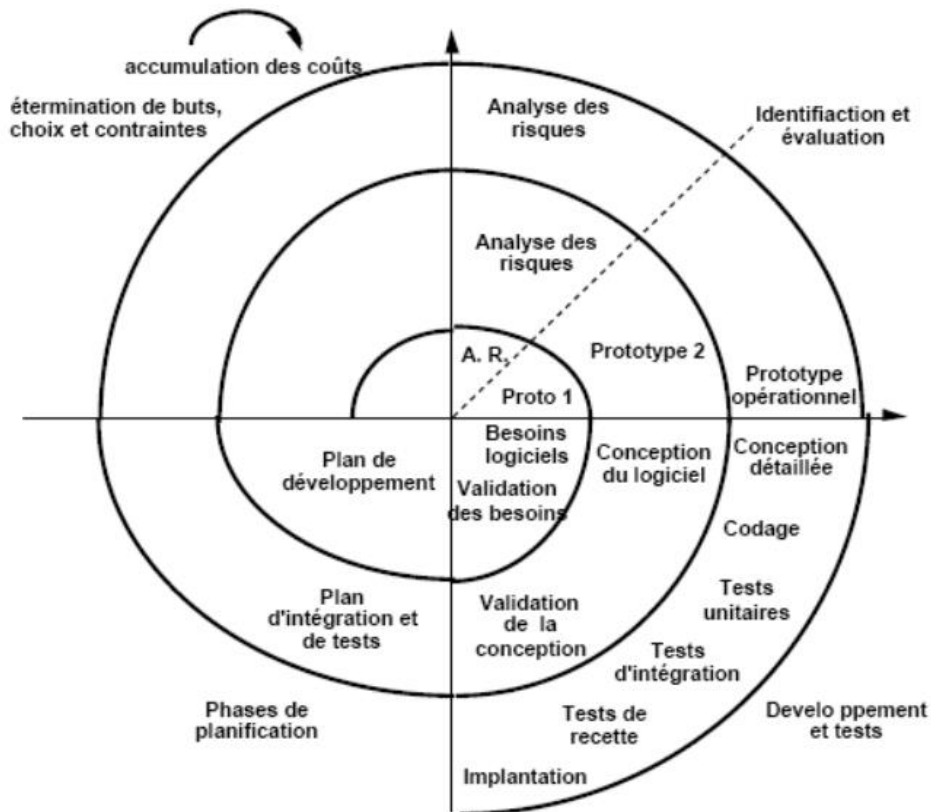 accumulation des coûts
étermination de buts,
choix et contraintes
Analyse des
risques
Identifiaction et
évaluation
Analyse des
risques
A. R.
Prototype 2
Proto 1
Prototype
opérationnel
Besoins
logiciels
Conception
du logiciel
Conception
détaillée
Plan de
développement
Validation
des besoins
Codage
Tests
unitaires
Plan
d'intégration et
de tests
Validation
de la
conception
Tests
d'intégration
Phases de
planification
Tests de
recette
Develo ppement
et tests
Implantation